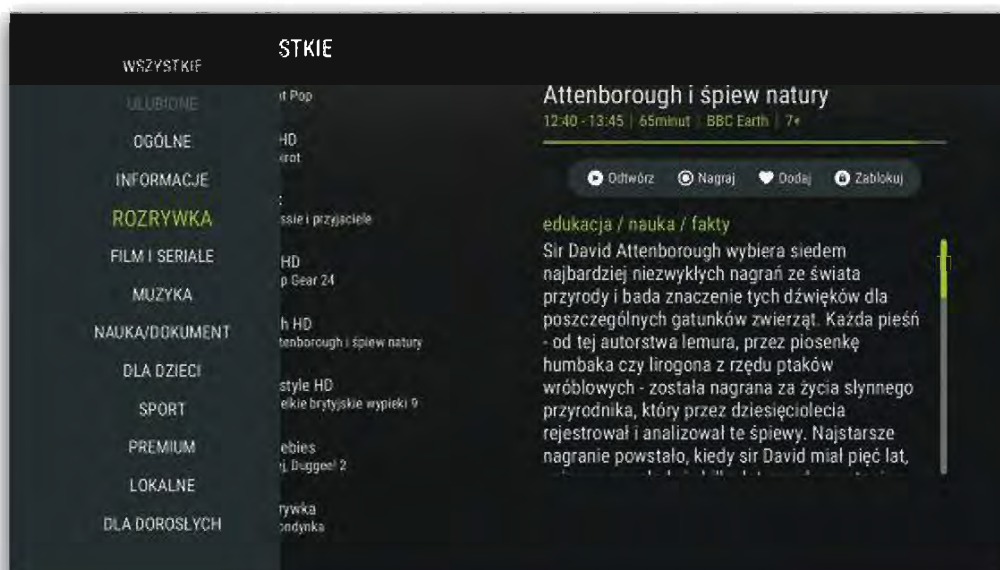 STKIE
WSZYSTKIE
ULUBIONE
OGÓLNE
INFORMACJE
ROZRYWKA
FILM I SERIALE
MUZYKA
NAUKA/DOKUMENT
DLA DZIECI
SPORT
PREMIUM
LOKALNE
DLA DOROSŁYCH
Pop
HD
krot
ssie i przyjaciele
HD
p Gear 24
h HD
tenborough i śpiew natury
style HD
elkie brytyjskie wypieki 9
ebies
j, Duggee! 2
rywka
ondynka
Attenborough i śpiew natury
12:40 - 13:45 | 65minut | BBC Earth | 7+
Odtwórz Nagraj Dodaj Zablokuj
edukacja / nauka / fakty
Sir David Attenborough wybiera siedem
najbardziej niezwykłych nagrań ze świata
przyrody i bada znaczenie tych dźwięków dla
poszczególnych gatunków zwierząt. Każda pieśń
- od tej autorstwa lemura, przez piosenkę
humbaka czy lirogona z rzędu ptaków
wróblowych - została nagrana za życia słynnego
przyrodnika, który przez dziesięciolecia
rejestrował i analizował te śpiewy. Najstarsze
nagranie powstało, kiedy sir David miał pięć lat,